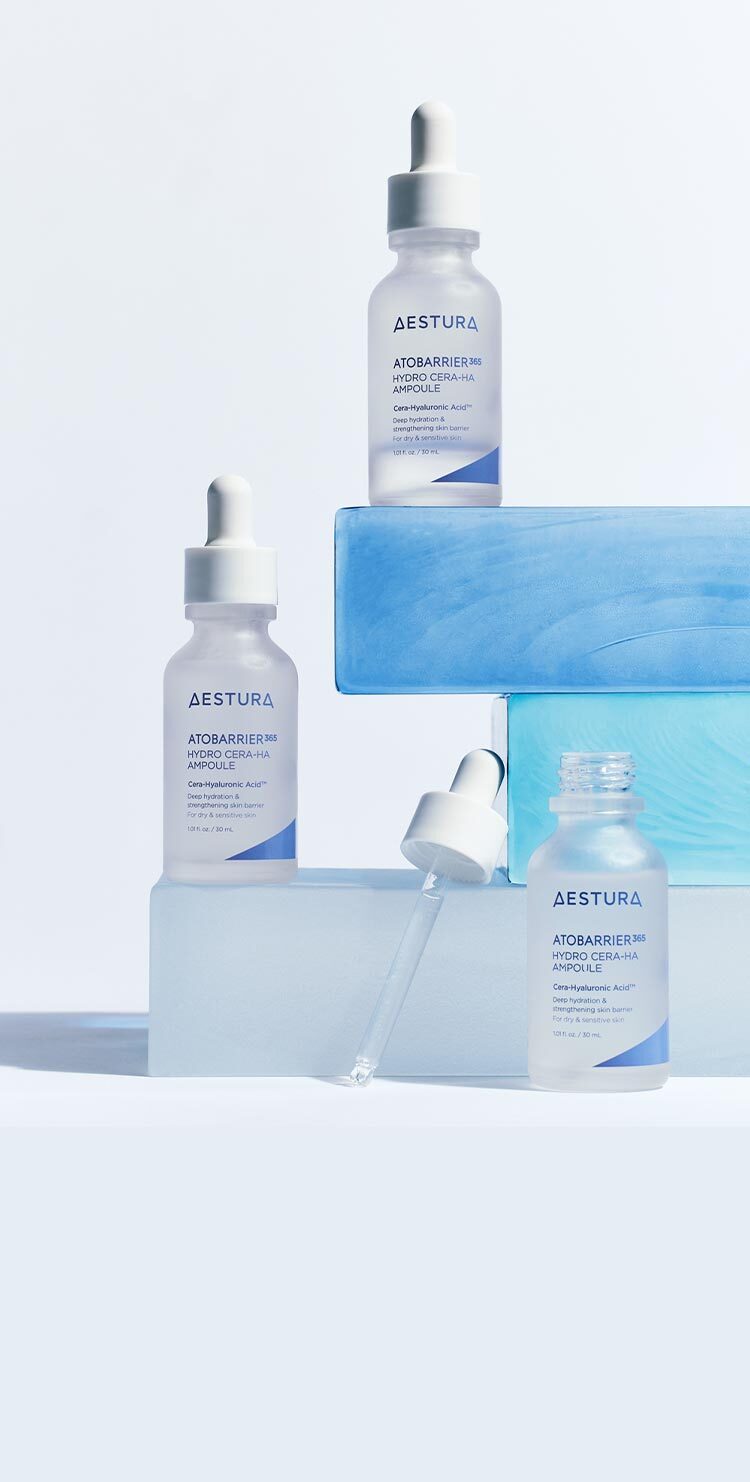 AESTURA
ATOBARRIER365
HYDRO CERA-HA
AMPOULE
Cera-Hyaluronic Acid™
Deep hydration &
strengthening skin barrier
For dry & sensitive skin
1.01 fl. oz. / 30 mL
AESTURA
ATOBARRIER365
HYDRO CERA-HA
AMPOULE
Cera-Hyaluronic Acid™
Deep hydration &
strengthening skin barrier
For dry & sensitive skin
1.01 fl. oz. / 30 mL
AESTURA
ATOBARRIER365
HYDRO CERA-HA
AMPOULE
Cera-Hyaluronic Acid™
Deep hydration &
strengthening skin barrier
For dry & sensitive skin
1.01 fl. oz. / 30 mL